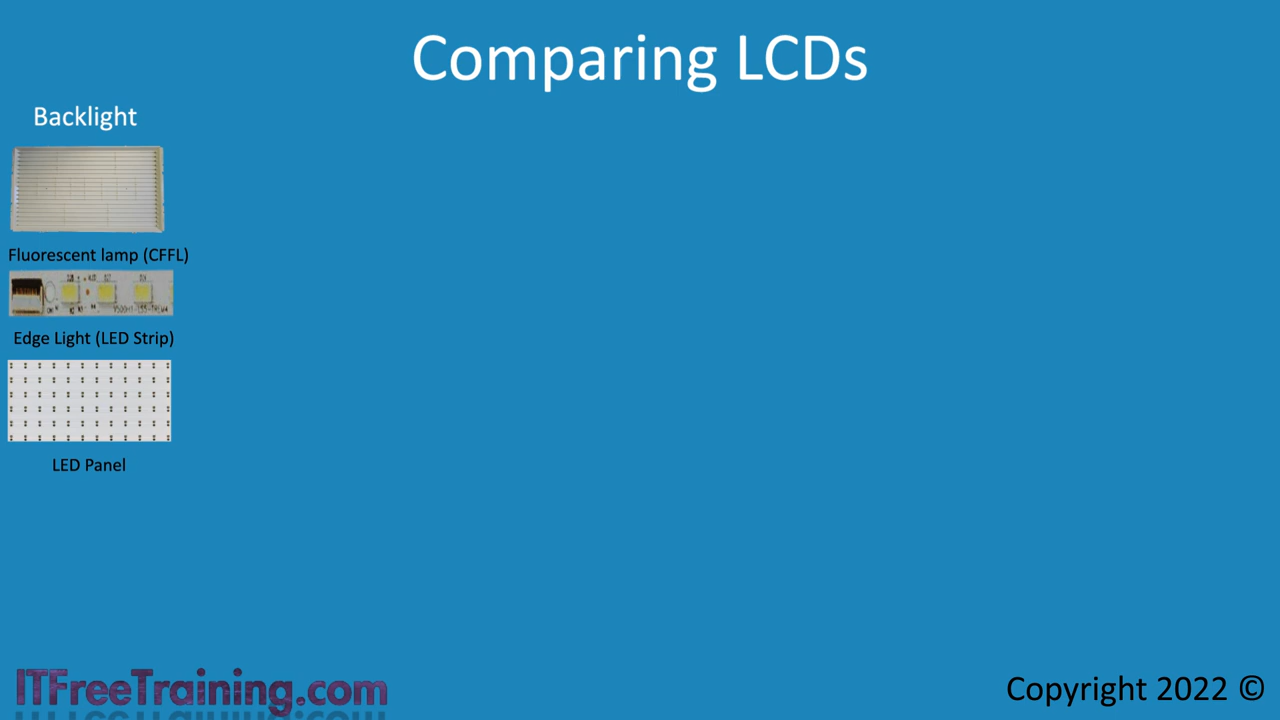 Comparing LCDs
Backlight
Fluorescent lamp (CFFL)
Edge Light (LED Strip)
LED Panel
ITFreeTraining.com
Copyright 2022 ©